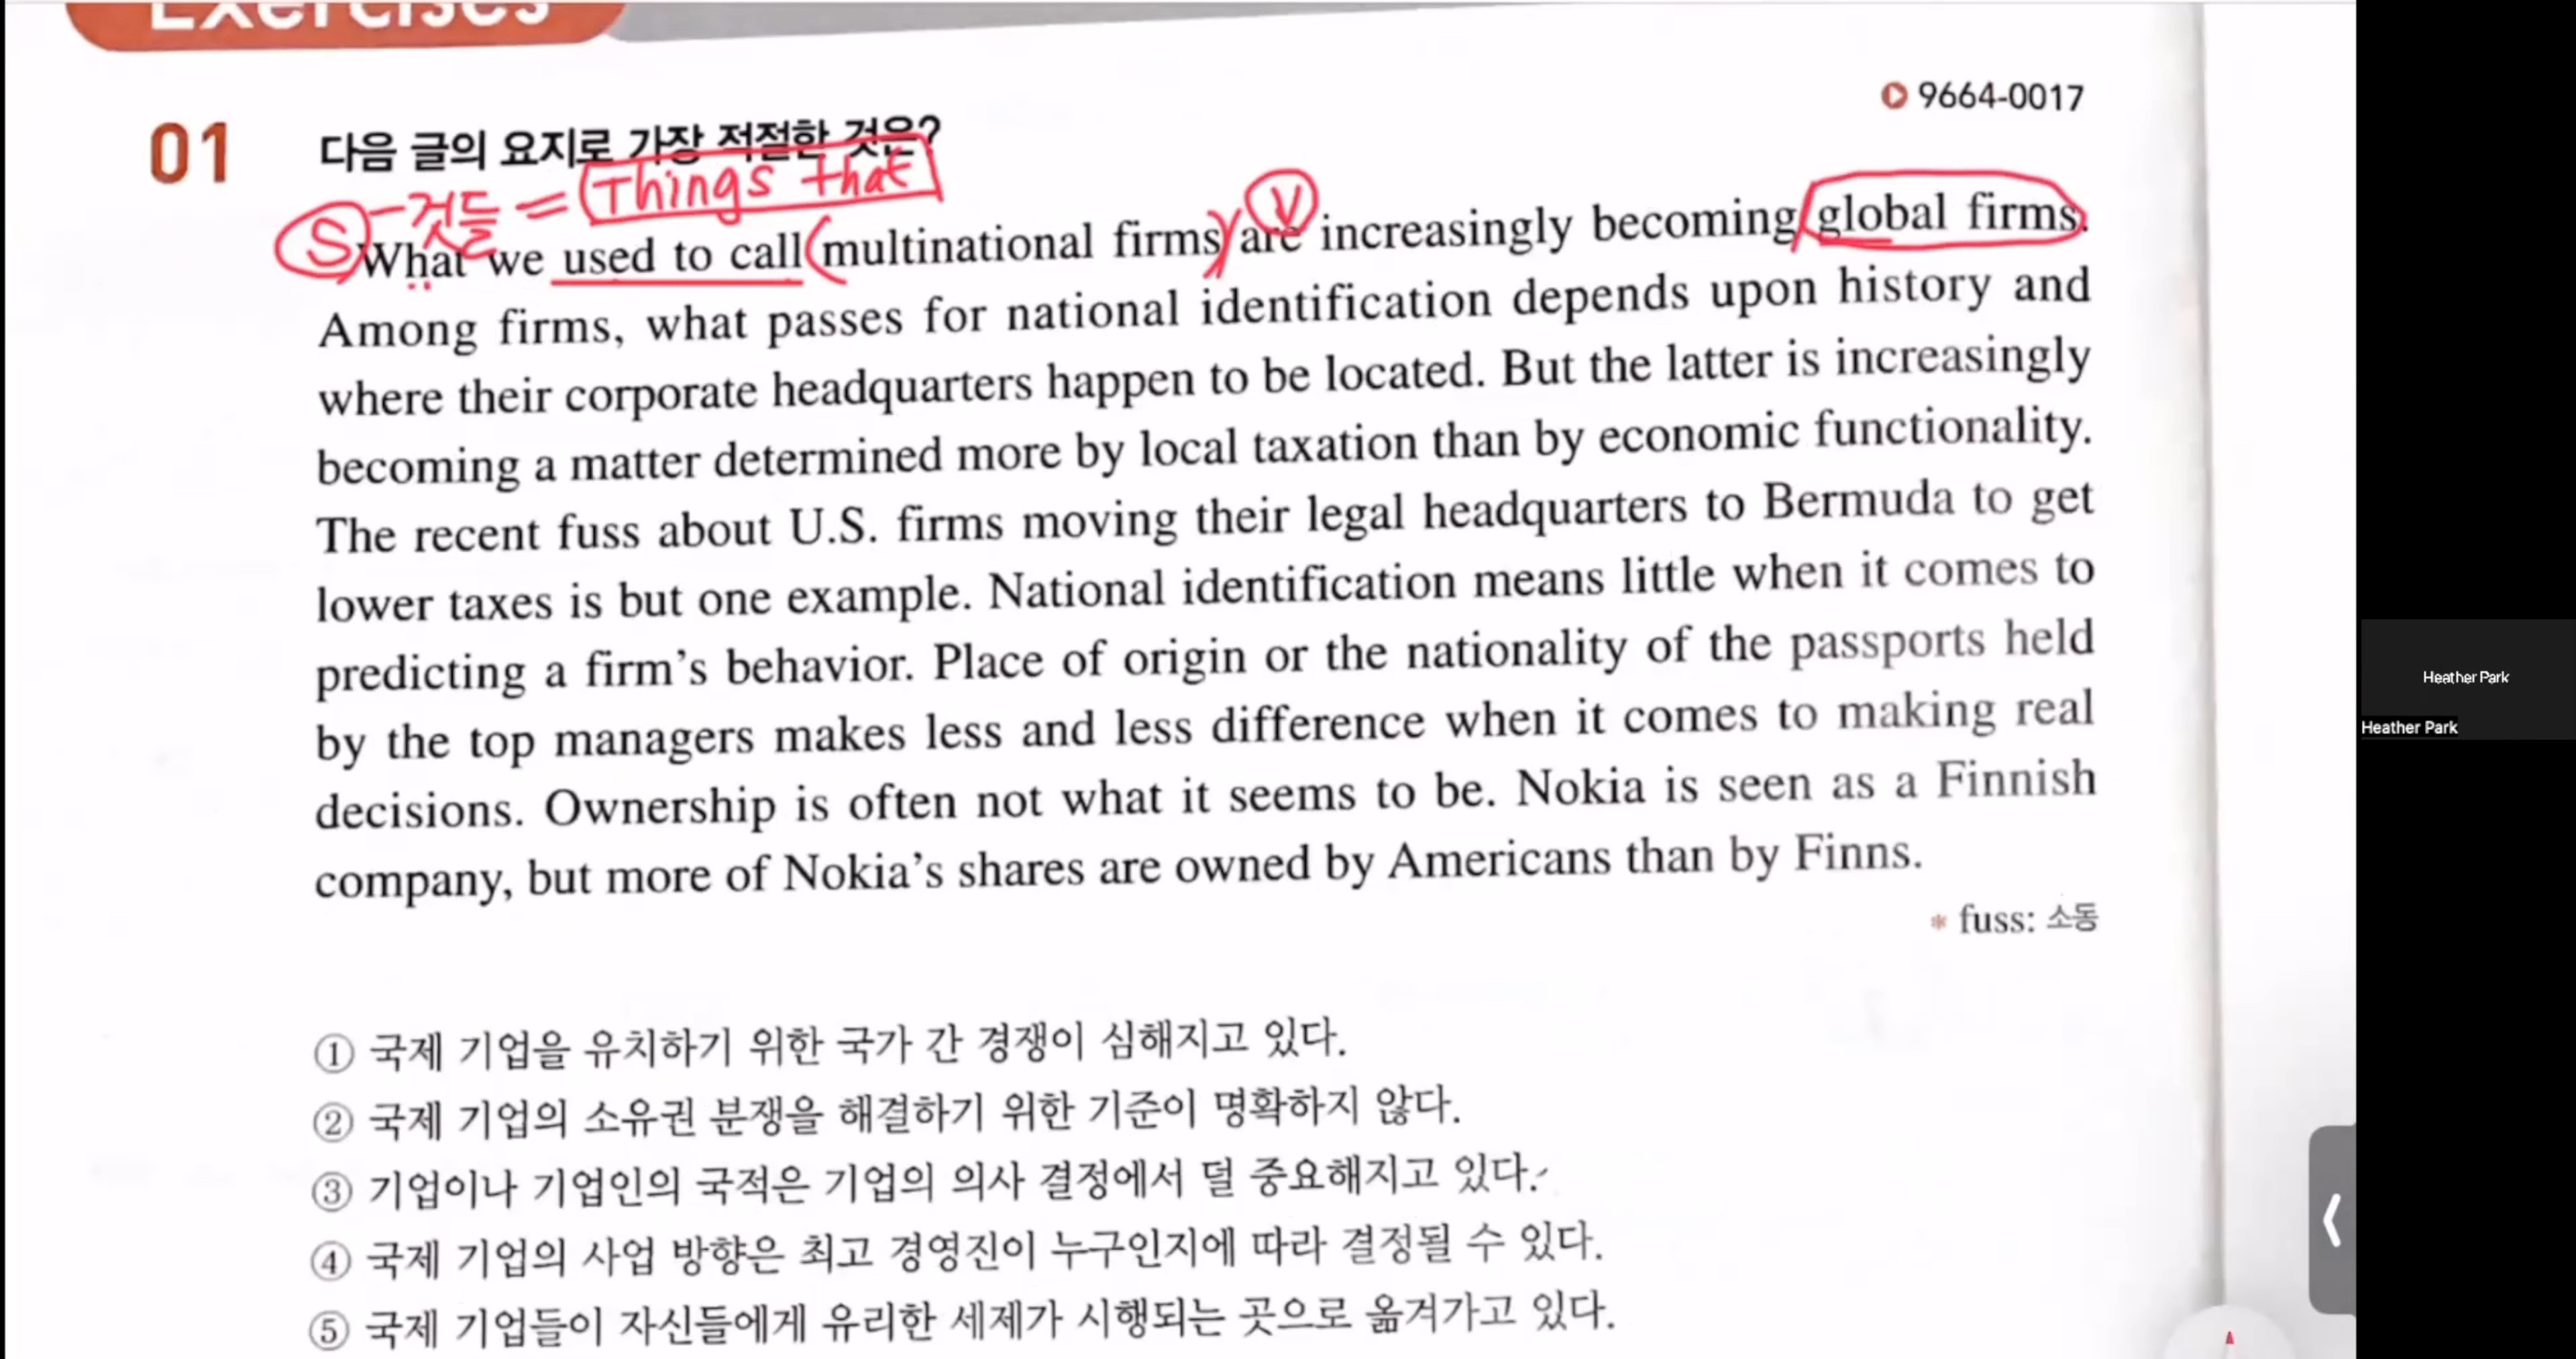 Exercises
9664-0017
01 다음 글의 요지로 가장 적절한 것은?
S -것들 = Things that V
What we used to call (multinational firms) are increasingly becoming global firms.
Among firms, what passes for national identification depends upon history and
where their corporate headquarters happen to be located. But the latter is increasingly
becoming a matter determined more by local taxation than by economic functionality.
The recent fuss about U.S. firms moving their legal headquarters to Bermuda to get
lower taxes is but one example. National identification means little when it comes to
predicting a firm's behavior. Place of origin or the nationality of the passports held
by the top managers makes less and less difference when it comes to making real
decisions. Ownership is often not what it seems to be. Nokia is seen as a Finnish
company, but more of Nokia's shares are owned by Americans than by Finns.
* fuss: 소동
① 국제 기업을 유치하기 위한 국가 간 경쟁이 심해지고 있다.
② 국제 기업의 소유권 분쟁을 해결하기 위한 기준이 명확하지 않다.
③ 기업이나 기업인의 국적은 기업의 의사 결정에서 덜 중요해지고 있다.
④ 국제 기업의 사업 방향은 최고 경영진이 누구인지에 따라 결정될 수 있다.
⑤ 국제 기업들이 자신들에게 유리한 세제가 시행되는 곳으로 옮겨가고 있다.
Heather Park
Heather Park